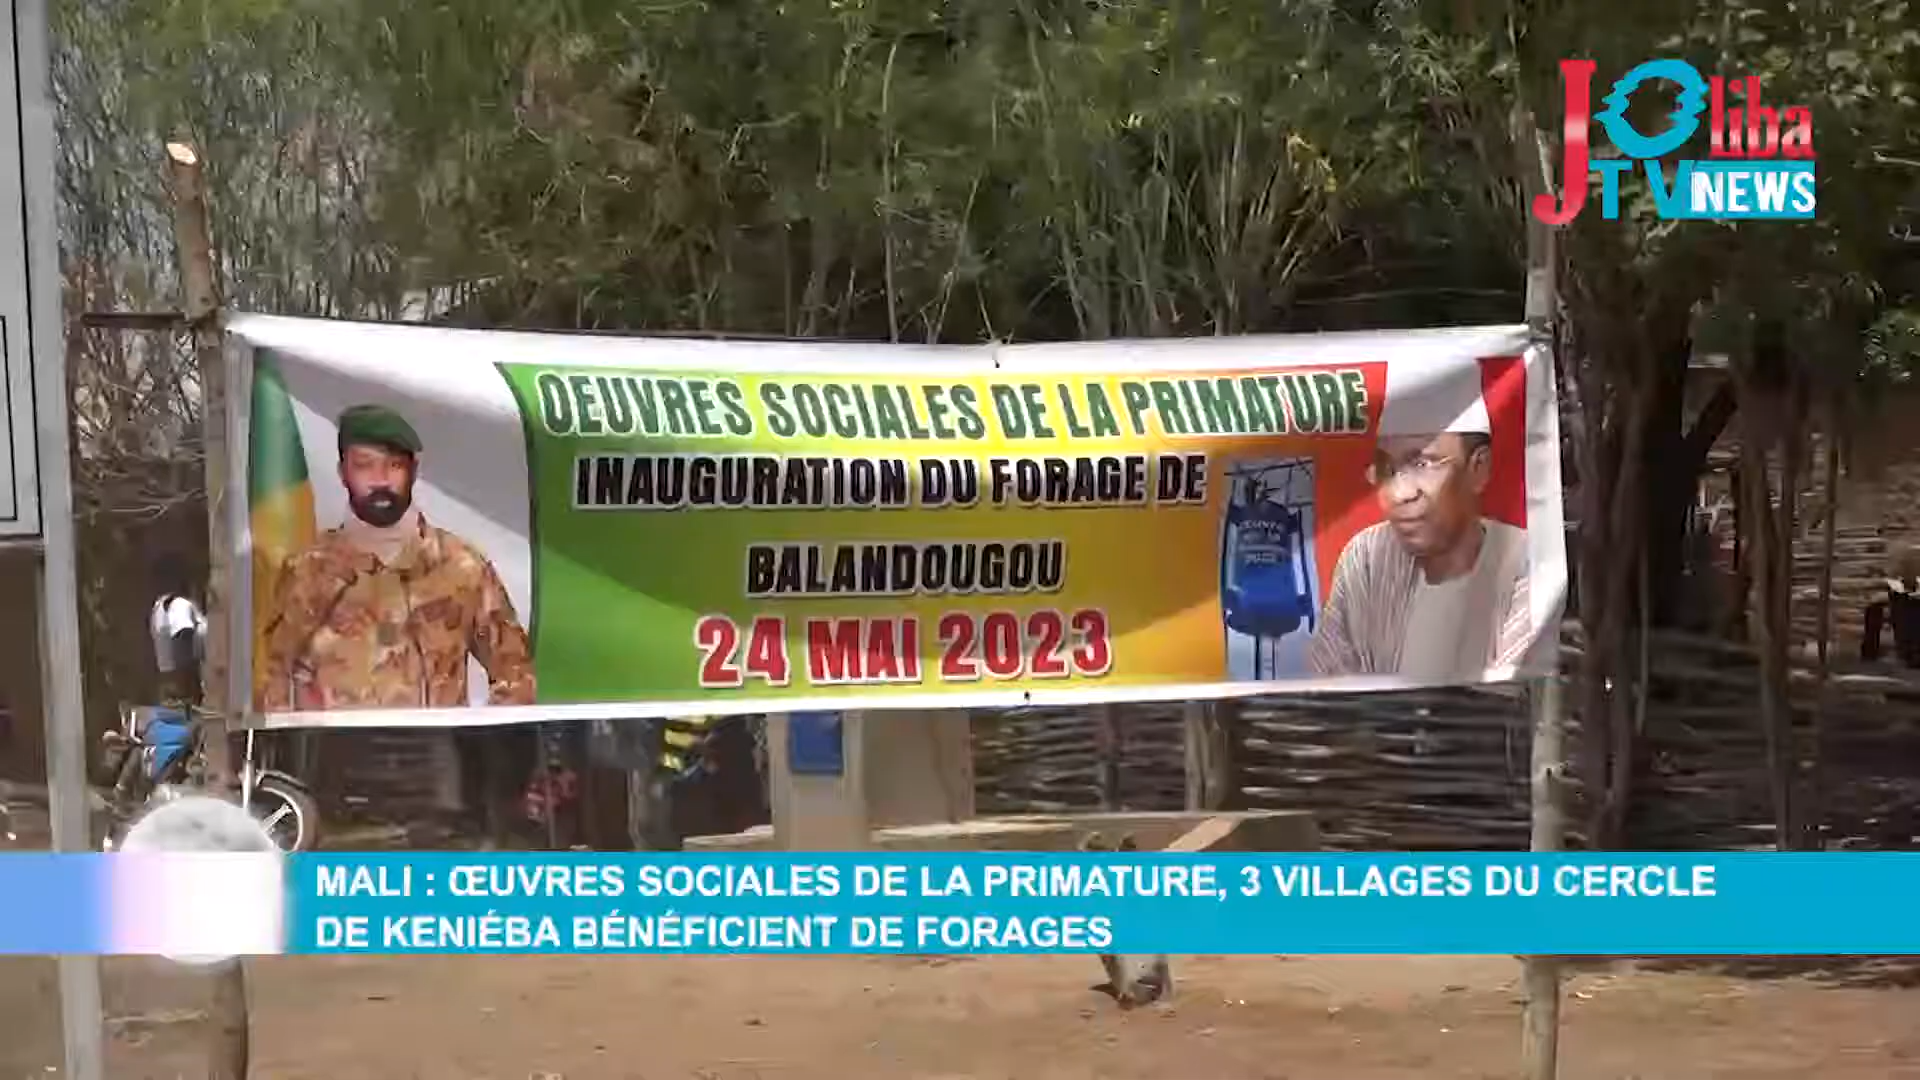 JOliba
TV NEWS
OEUVRES SOCIALES DE LA PRIMATURE
INAUGURATION DU FORAGE DE
BALANDOUGOU
24 MAI 2023
MALI : ŒUVRES SOCIALES DE LA PRIMATURE, 3 VILLAGES DU CERCLE
DE KENIÉBA BÉNÉFICIENT DE FORAGES